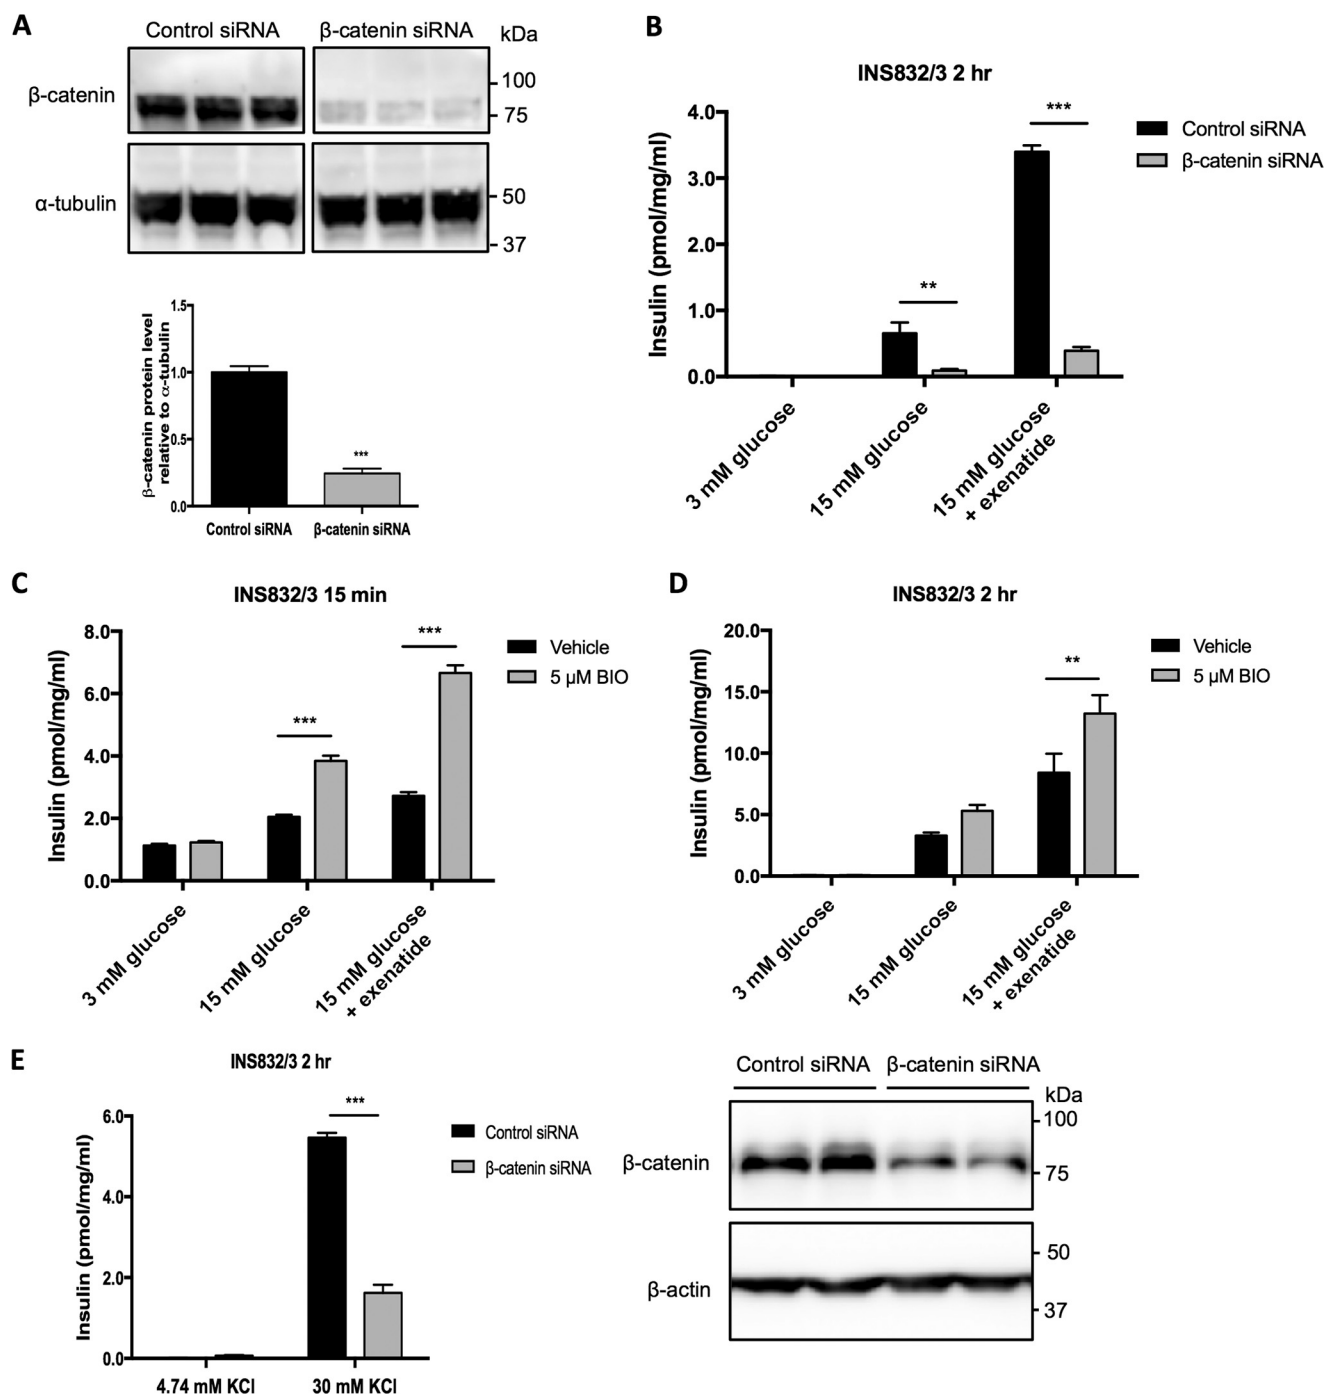 A
Control siRNA
β-catenin siRNA
kDa
β-catenin
100
75
α-tubulin
50
37
β-catenin protein level
relative to α-tubulin
1.5
1.0
0.5
0.0
***
Control siRNA
β-catenin siRNA
B
INS832/3 2 hr
Insulin (pmol/mg/ml)
4.0
3.0
2.0
1.0
0.0
**
***
Control siRNA
β-catenin siRNA
3 mM glucose
15 mM glucose
15 mM glucose
+ exenatide
C
INS832/3 15 min
Insulin (pmol/mg/ml)
8.0
6.0
4.0
2.0
0.0
***
***
Vehicle
5 μM BIO
3 mM glucose
15 mM glucose
15 mM glucose
+ exenatide
D
INS832/3 2 hr
Insulin (pmol/mg/ml)
20.0
15.0
10.0
5.0
0.0
**
Vehicle
5 μM BIO
3 mM glucose
15 mM glucose
15 mM glucose
+ exenatide
E
INS832/3 2 hr
Insulin (pmol/mg/ml)
6.0
4.0
2.0
0.0
***
Control siRNA
β-catenin siRNA
4.74 mM KCl
30 mM KCl
Control siRNA
β-catenin siRNA
kDa
β-catenin
100
75
β-actin
50
37